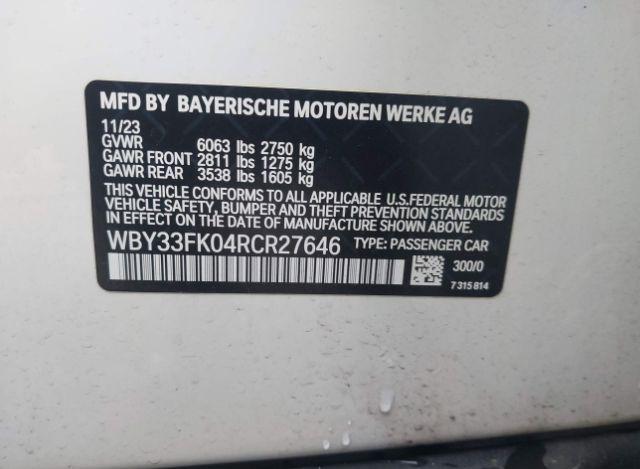 MFD BY BAYERISCHE MOTOREN WERKE AG
11/23
GVWR 6063 lbs 2750 kg
GAWR FRONT 2811 lbs 1275 kg
GAWR REAR 3538 lbs 1605 kg
THIS VEHICLE CONFORMS TO ALL APPLICABLE U.S.FEDERAL MOTOR
VEHICLE SAFETY, BUMPER AND THEFT PREVENTION STANDARDS IN
EFFECT ON THE DATE OF MANUFACTURE SHOWN ABOVE.
WBY33FK04RCR27646 TYPE: PASSENGER CAR
300/0
7 315 814